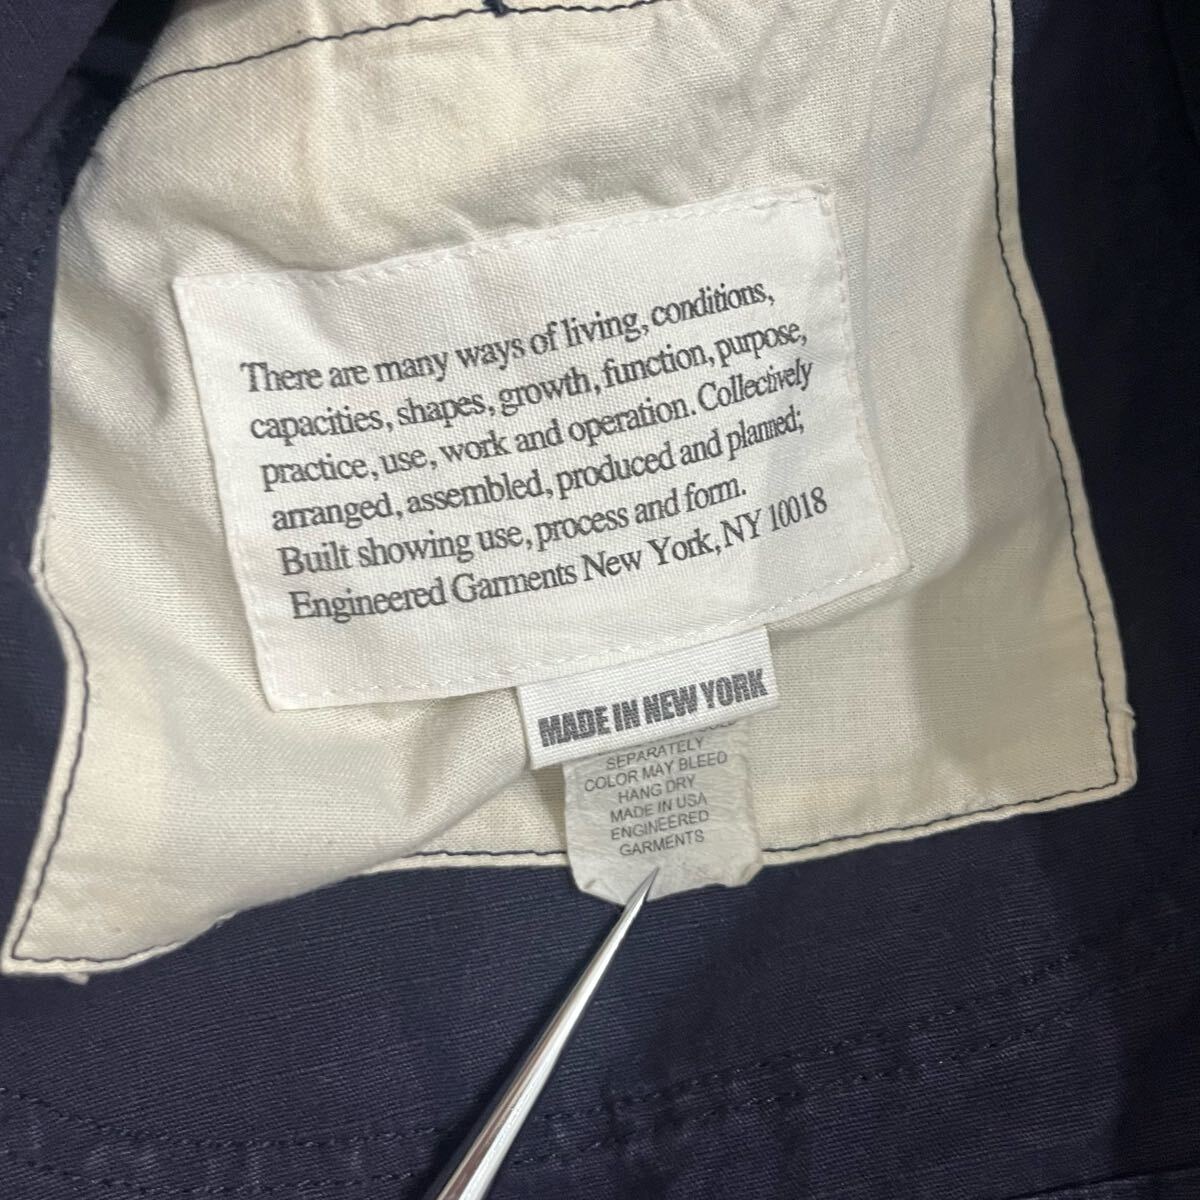 There are many ways of living, conditions,
capacities, shapes, growth, function, purpose,
practice, use, work and operation. Collectively
arranged, assembled, produced and planned;
Built showing use, process and form.
Engineered Garments New York, NY 10018
MADE IN NEW YORK
SEPARATELY
COLOR MAY BLEED
HANG DRY
MADE IN USA
ENGINEERED
GARMENTS